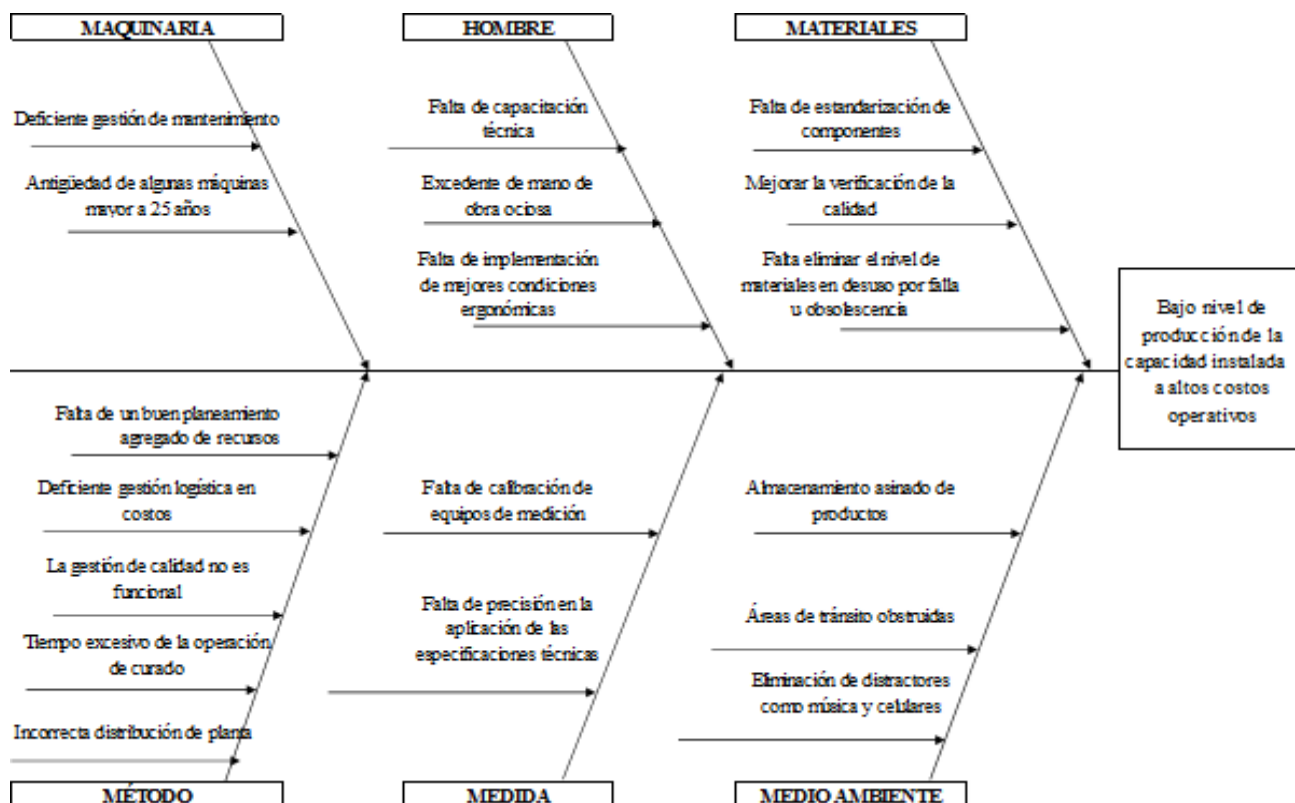 MAQUINARIA
HOMBRE
MATERIALES
Deficiente gestión de mantenimiento
Antigüedad de algunas máquinas
mayor a 25 años
Falta de capacitación
técnica
Excedente de mano de
obra ociosa
Falta de implementación
de mejores condiciones
ergonómicas
Falta de estandarización de
componentes
Mejorar la verificación de la
calidad
Falta eliminar el nivel de
materiales en desuso por falla
u obsolescencia
Bajo nivel de
producción de la
capacidad instalada
a altos costos
operativos
Falta de un buen planeamiento
agregado de recursos
Deficiente gestión logística en
costos
La gestión de calidad no es
funcional
Tiempo excesivo de la operación
de curado
Incorrecta distribución de planta
Falta de calibración de
equipos de medición
Falta de precisión en la
aplicación de las
especificaciones técnicas
Almacenamiento asinado de
productos
Áreas de tránsito obstruidas
Eliminación de distractores
como música y celulares
MÉTODO
MEDIDA
MEDIO AMBIENTE